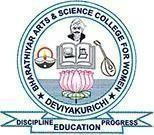 BHARATHIYAR ARTS & SCIENCE COLLEGE FOR WOMEN
★ DEVIYAKURICHI ★
DISCIPLINE EDUCATION PROGRESS